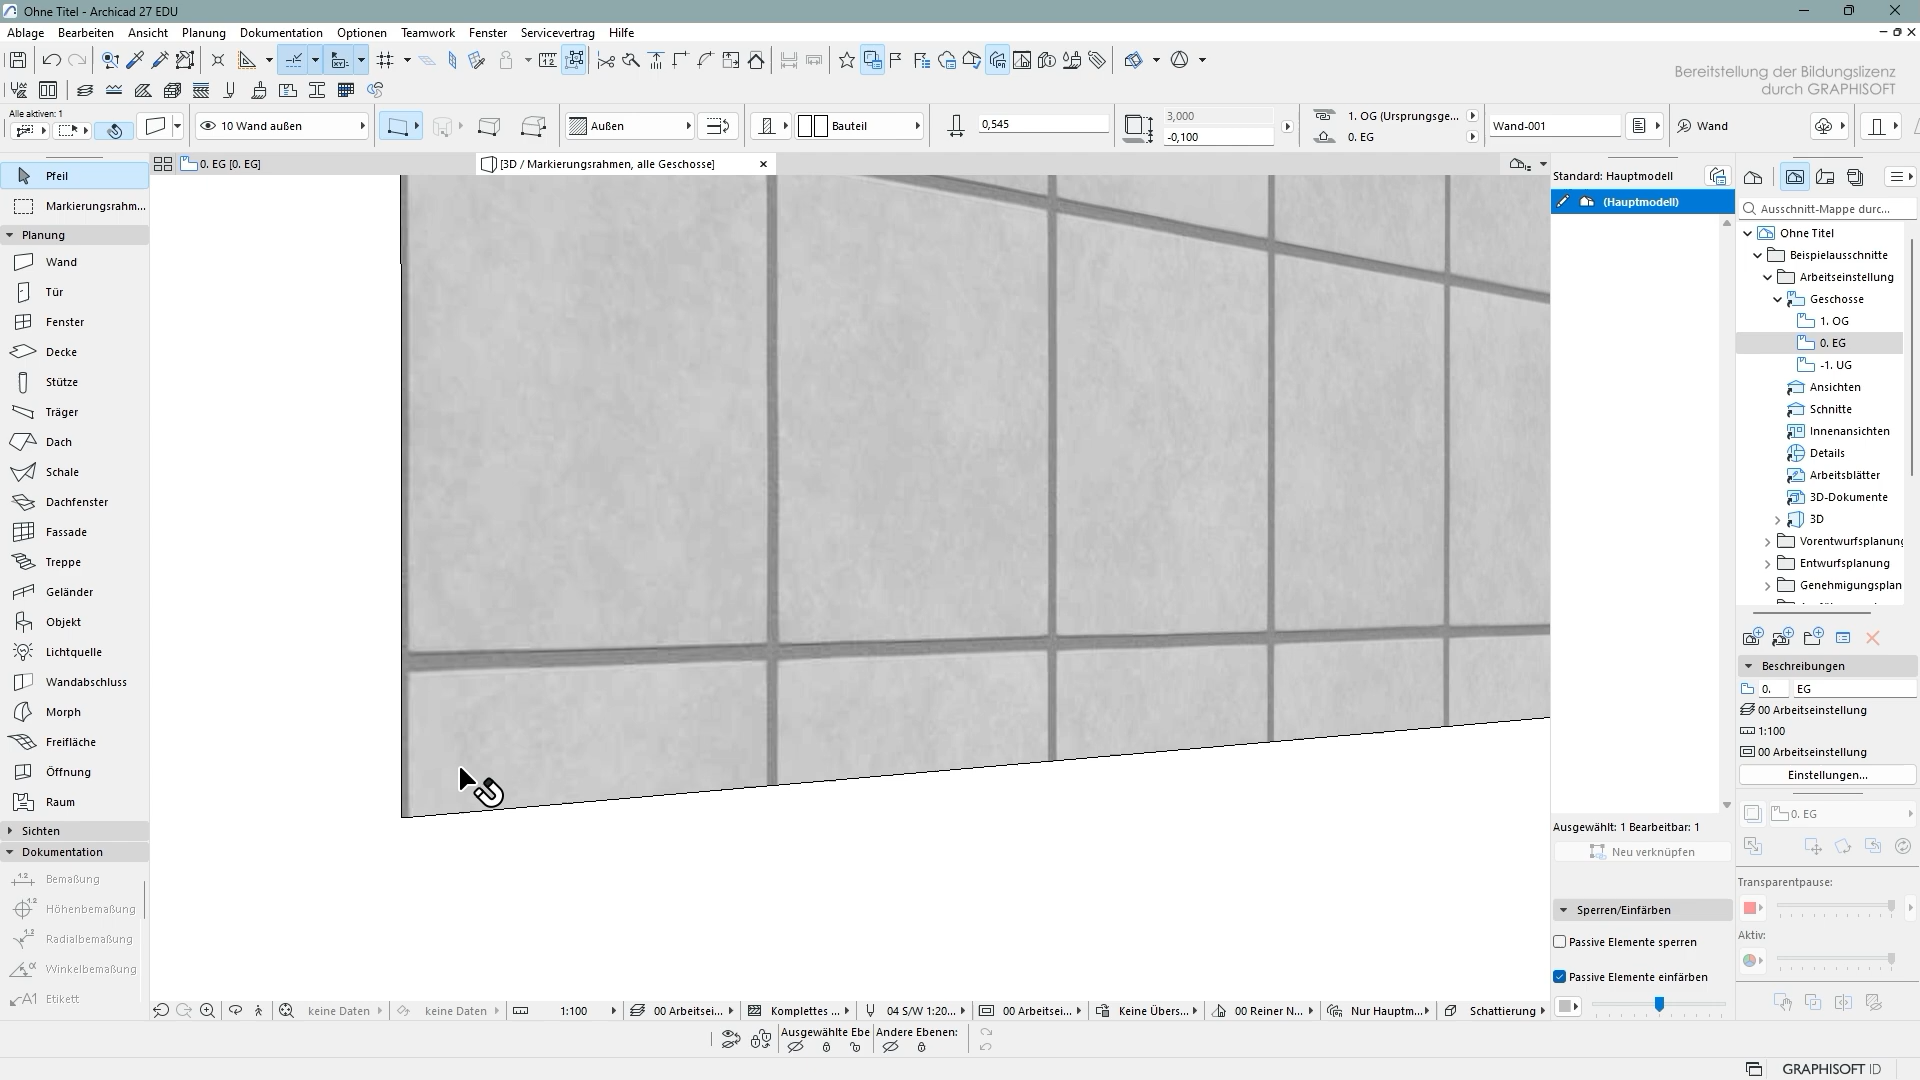 Ohne Titel - Archicad 27 EDU
Ablage Bearbeiten Ansicht Planung Dokumentation Optionen Teamwork Fenster Servicevertrag Hilfe
Bereitstellung der Bildungslizenz
durch GRAPHISOFT
Alle aktiven: 1
10 Wand außen
Außen
Bauteil
0,545
3,000
-0,100
1. OG (Ursprungsge...
0. EG
Wand-001
Wand
0. EG [0. EG]
[3D / Markierungsrahmen, alle Geschosse]
Pfeil
Markierungsrahm...
Planung
Wand
Tür
Fenster
Decke
Stütze
Träger
Dach
Schale
Dachfenster
Fassade
Treppe
Geländer
Objekt
Lichtquelle
Wandabschluss
Morph
Freifläche
Öffnung
Raum
Sichten
Dokumentation
Bemaßung
Höhenbemaßung
Radialbemaßung
Winkelbemaßung
A1 Etikett
Standard: Hauptmodell
(Hauptmodell)
Ausgewählt: 1 Bearbeitbar: 1
Neu verknüpfen
Sperren/Einfärben
Passive Elemente sperren
Passive Elemente einfärben
Ausschnitt-Mappe durc...
Ohne Titel
Beispielausschnitte
Arbeitseinstellung
Geschosse
1. OG
0. EG
-1. UG
Ansichten
Schnitte
Innenansichten
Details
Arbeitsblätter
3D-Dokumente
3D
Vorentwurfsplanung
Entwurfsplanung
Genehmigungsplan
Beschreibungen
0. EG
00 Arbeitseinstellung
1:100
00 Arbeitseinstellung
Einstellungen...
0. EG
Transparentpause:
Aktiv:
keine Daten
keine Daten
1:100
00 Arbeitsei...
Komplettes ...
04 S/W 1:20...
00 Arbeitsei...
Keine Übers...
00 Reiner N...
Nur Hauptm...
Schattierung
Ausgewählte Ebe
Andere Ebenen:
GRAPHISOFT ID